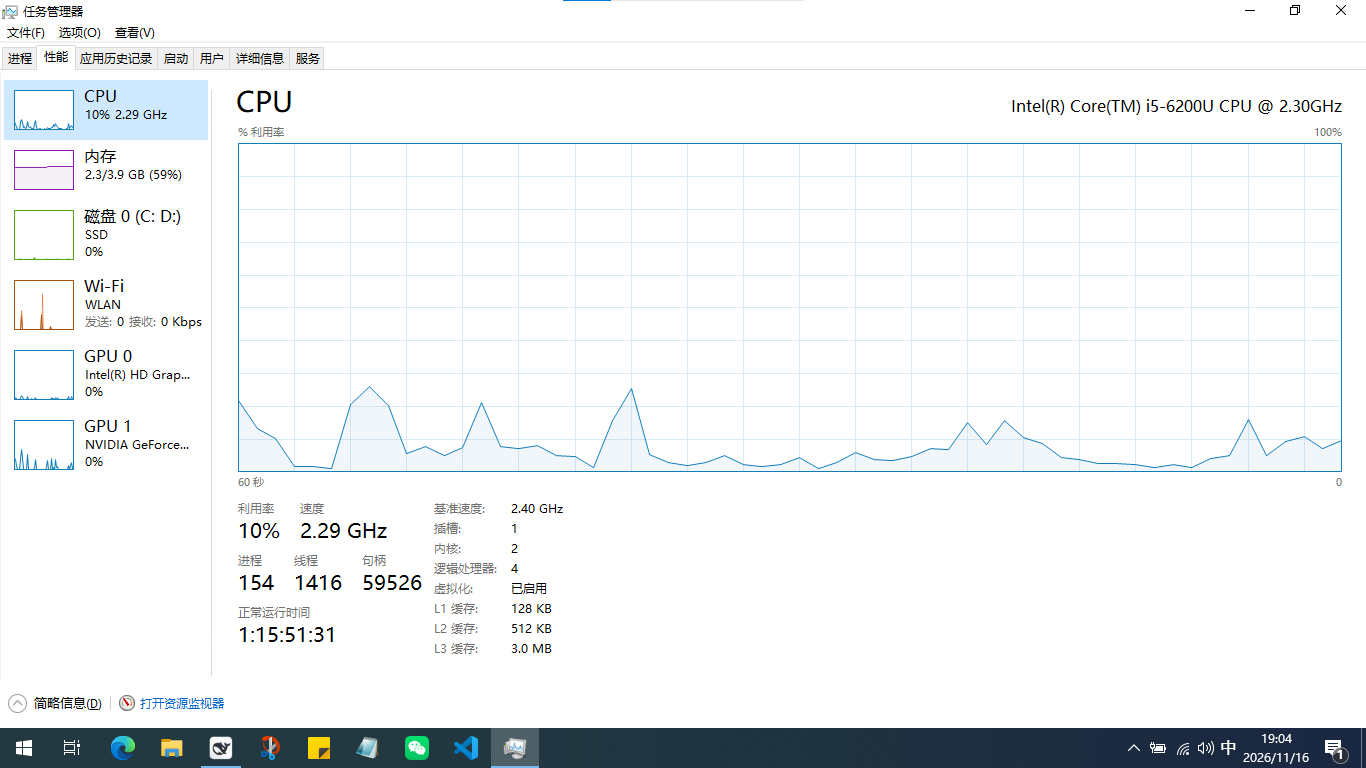 任务管理器
文件(F) 选项(O) 查看(V)
进程 性能 应用历史记录 启动 用户 详细信息 服务
CPU
10% 2.29 GHz
内存
2.3/3.9 GB (59%)
磁盘 0 (C: D:)
SSD
0%
Wi-Fi
WLAN
发送: 0 接收: 0 Kbps
GPU 0
Intel(R) HD Grap...
0%
GPU 1
NVIDIA GeForce...
0%
CPU
Intel(R) Core(TM) i5-6200U CPU @ 2.30GHz
% 利用率
100%
60 秒
0
利用率 速度
10% 2.29 GHz
进程 线程 句柄
154 1416 59526
正常运行时间
1:15:51:31
基准速度: 2.40 GHz
插槽: 1
内核: 2
逻辑处理器: 4
虚拟化: 已启用
L1 缓存: 128 KB
L2 缓存: 512 KB
L3 缓存: 3.0 MB
简略信息(D)
打开资源监视器
中
19:04
2026/11/16
1